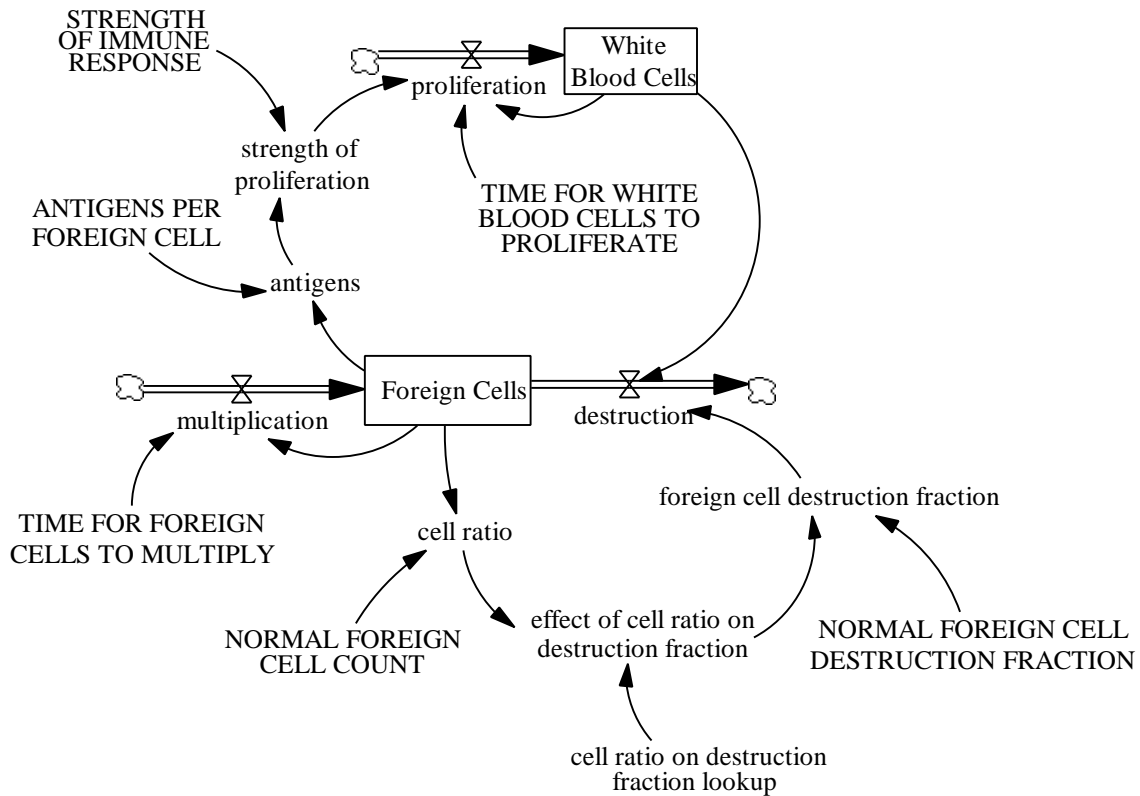 STRENGTH
OF IMMUNE
RESPONSE
White
Blood Cells
proliferation
strength of
proliferation
TIME FOR WHITE
BLOOD CELLS TO
PROLIFERATE
ANTIGENS PER
FOREIGN CELL
antigens
Foreign Cells
multiplication
destruction
foreign cell destruction fraction
TIME FOR FOREIGN
CELLS TO MULTIPLY
cell ratio
NORMAL FOREIGN
CELL COUNT
effect of cell ratio on
destruction fraction
NORMAL FOREIGN CELL
DESTRUCTION FRACTION
cell ratio on destruction
fraction lookup